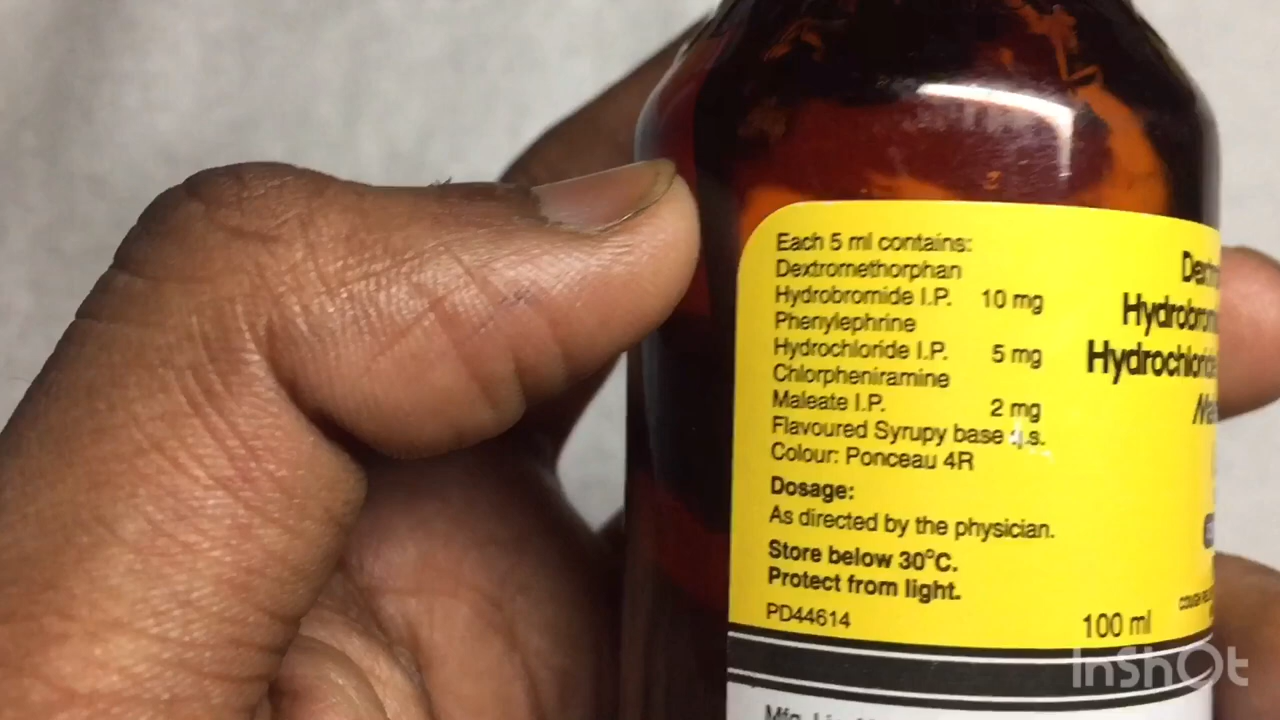 Each 5 ml contains:
Dextromethorphan
Hydrobromide I.P. 10 mg
Phenylephrine
Hydrochloride I.P. 5 mg
Chlorpheniramine
Maleate I.P. 2 mg
Flavoured Syrupy base q.s.
Colour: Ponceau 4R
Dosage:
As directed by the physician.
Store below 30°C.
Protect from light.
PD44614
Hydrochloride
100 ml
InShOt